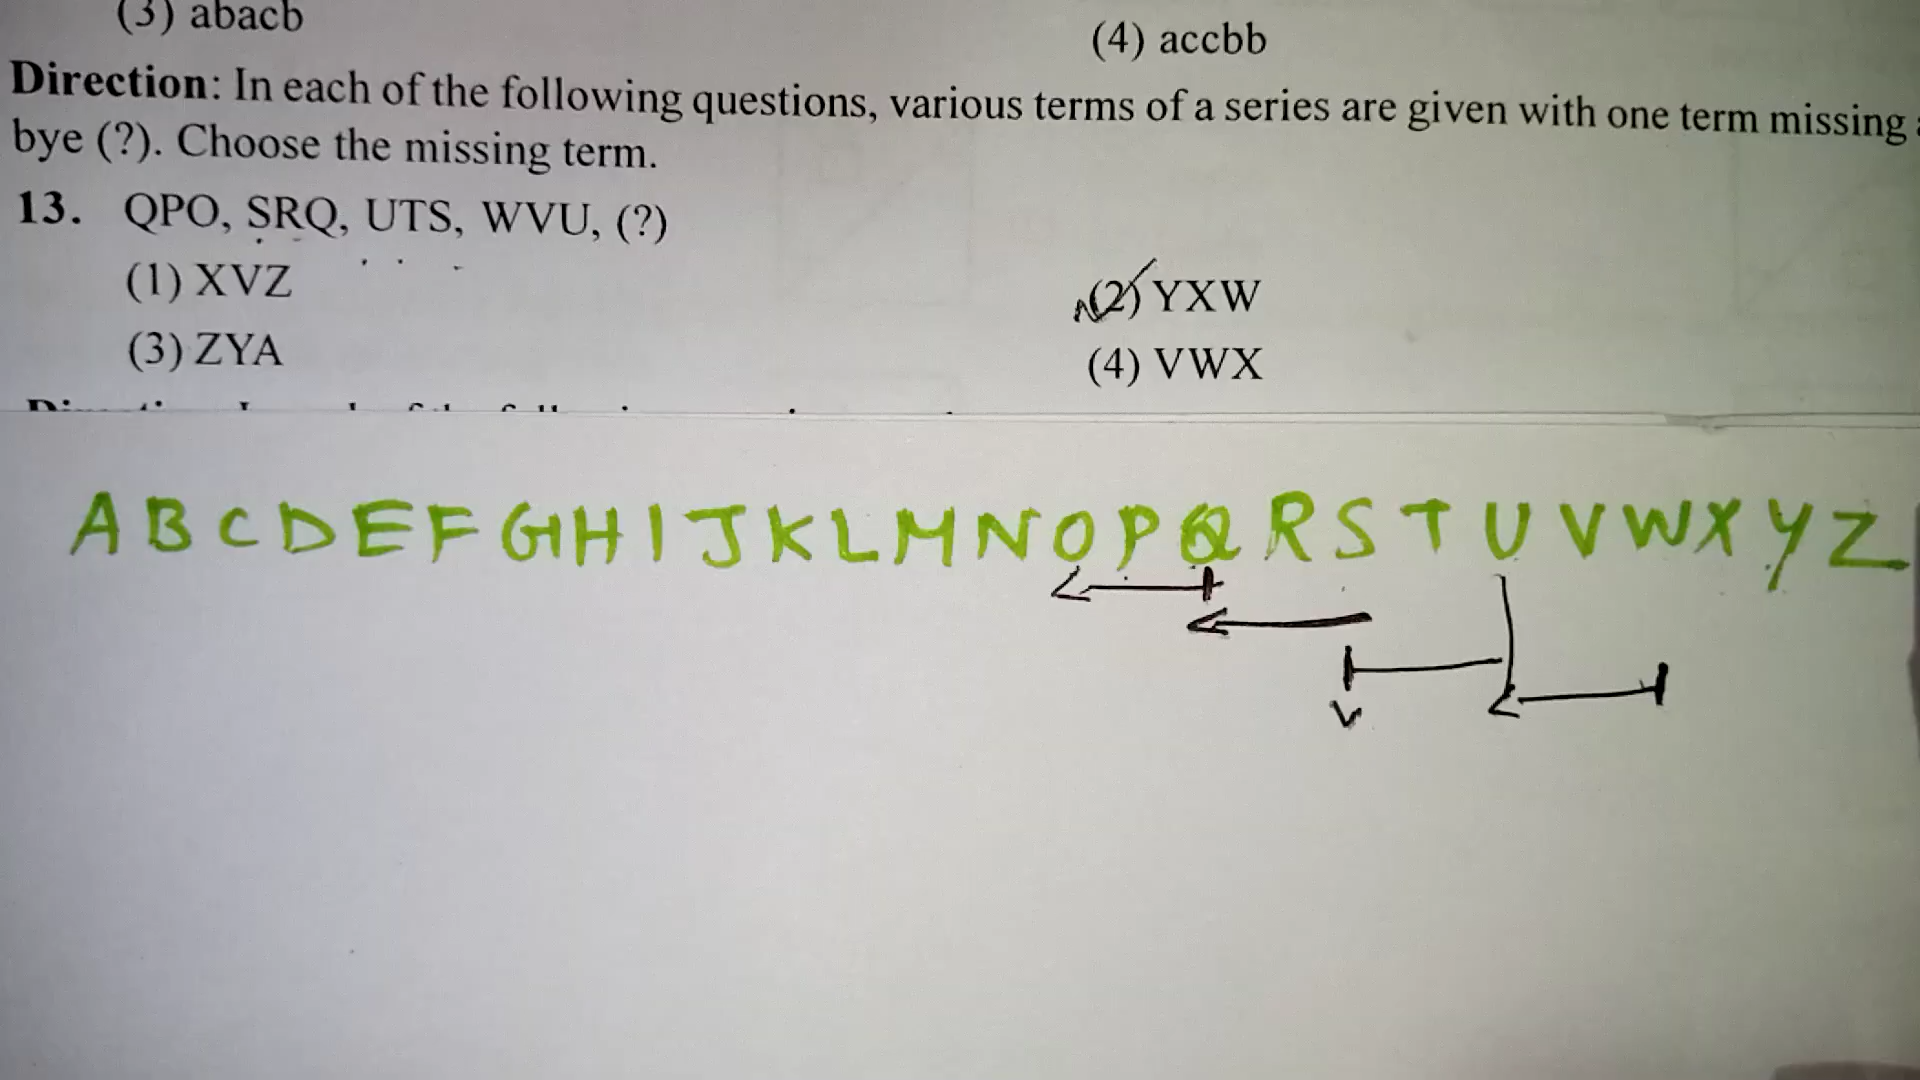 (3) abacb
(4) accbb
Direction: In each of the following questions, various terms of a series are given with one term missing
bye (?). Choose the missing term.
13. QPO, SRQ, UTS, WVU, (?)
(1) XVZ
(2) YXW
(3) ZYA
(4) VWX
A B C D E F G H I J K L M N O P Q R S T U V W X Y Z